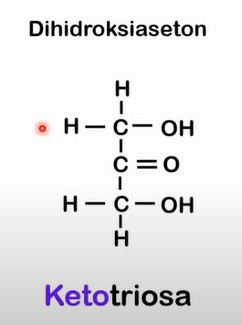 Dihidroksiaseton
H
H — C — OH
C = O
H — C — OH
H
Ketotriosa